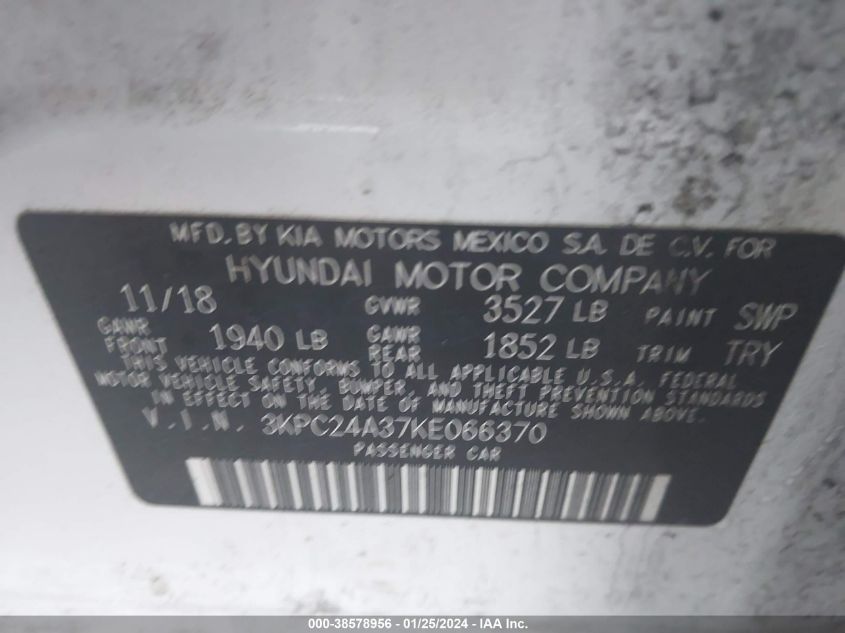 MFD. BY KIA MOTORS MEXICO S.A. DE C.V. FOR
HYUNDAI MOTOR COMPANY
11/18 GVWR 3527 LB PAINT SWP
GAWR FRONT 1940 LB GAWR REAR 1852 LB TRIM TRY
THIS VEHICLE CONFORMS TO ALL APPLICABLE U.S.A. FEDERAL
MOTOR VEHICLE SAFETY, BUMPER, AND THEFT PREVENTION STANDARDS
IN EFFECT ON THE DATE OF MANUFACTURE SHOWN ABOVE.
V.I.N. 3KPC24A37KE066370
PASSENGER CAR
000-38578956 / 01/25/2024 - IAA Inc.